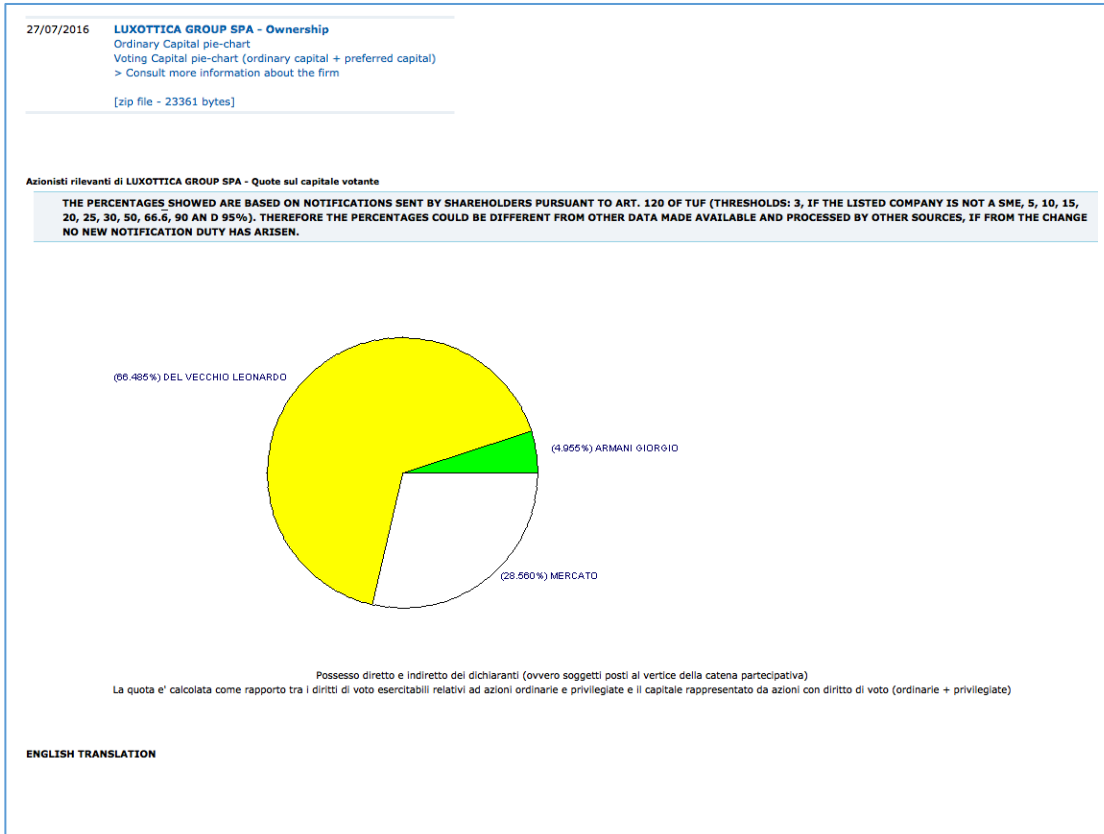 27/07/2016 LUXOTTICA GROUP SPA - Ownership
Ordinary Capital pie-chart
Voting Capital pie-chart (ordinary capital + preferred capital)
> Consult more information about the firm
[zip file - 23361 bytes]
Azionisti rilevanti di LUXOTTICA GROUP SPA - Quote sul capitale votante
THE PERCENTAGES SHOWED ARE BASED ON NOTIFICATIONS SENT BY SHAREHOLDERS PURSUANT TO ART. 120 OF TUF (THRESHOLDS: 3, IF THE LISTED COMPANY IS NOT A SME, 5, 10, 15,
20, 25, 30, 50, 66.6, 90 AN D 95%). THEREFORE THE PERCENTAGES COULD BE DIFFERENT FROM OTHER DATA MADE AVAILABLE AND PROCESSED BY OTHER SOURCES, IF FROM THE CHANGE
NO NEW NOTIFICATION DUTY HAS ARISEN.
(66.485%) DEL VECCHIO LEONARDO
(4.955%) ARMANI GIORGIO
(28.560%) MERCATO
Possesso diretto e indiretto dei dichiaranti (ovvero soggetti posti al vertice della catena partecipativa)
La quota e' calcolata come rapporto tra i diritti di voto esercitabili relativi ad azioni ordinarie e privilegiate e il capitale rappresentato da azioni con diritto di voto (ordinarie + privilegiate)
ENGLISH TRANSLATION